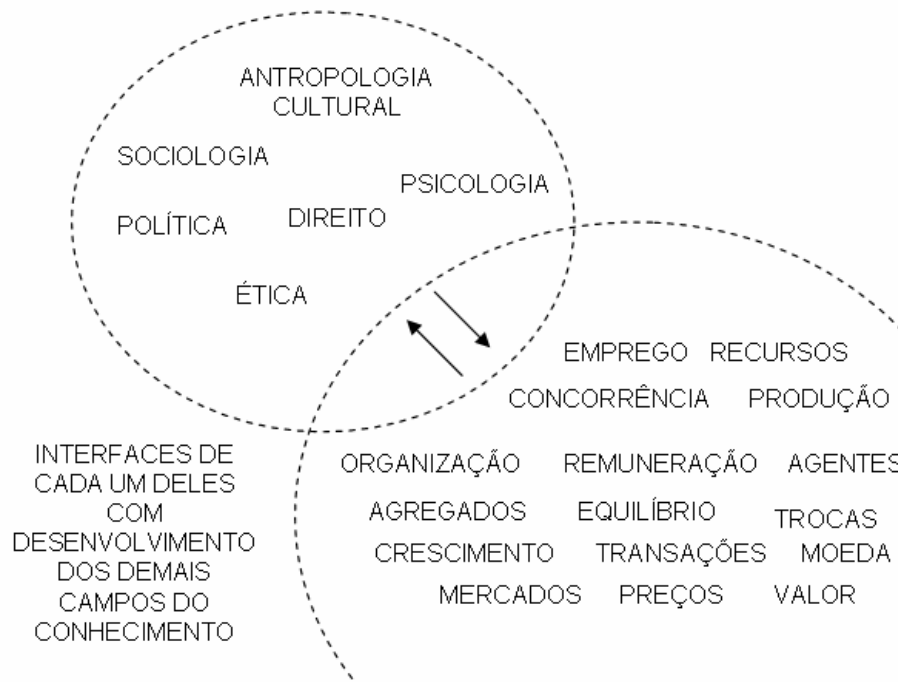 ANTROPOLOGIA
CULTURAL
SOCIOLOGIA
PSICOLOGIA
POLÍTICA
DIREITO
ÉTICA
EMPREGO RECURSOS
CONCORRÊNCIA PRODUÇÃO
ORGANIZAÇÃO REMUNERAÇÃO AGENTES
AGREGADOS EQUILÍBRIO TROCAS
CRESCIMENTO TRANSAÇÕES MOEDA
MERCADOS PREÇOS VALOR
INTERFACES DE
CADA UM DELES
COM
DESENVOLVIMENTO
DOS DEMAIS
CAMPOS DO
CONHECIMENTO